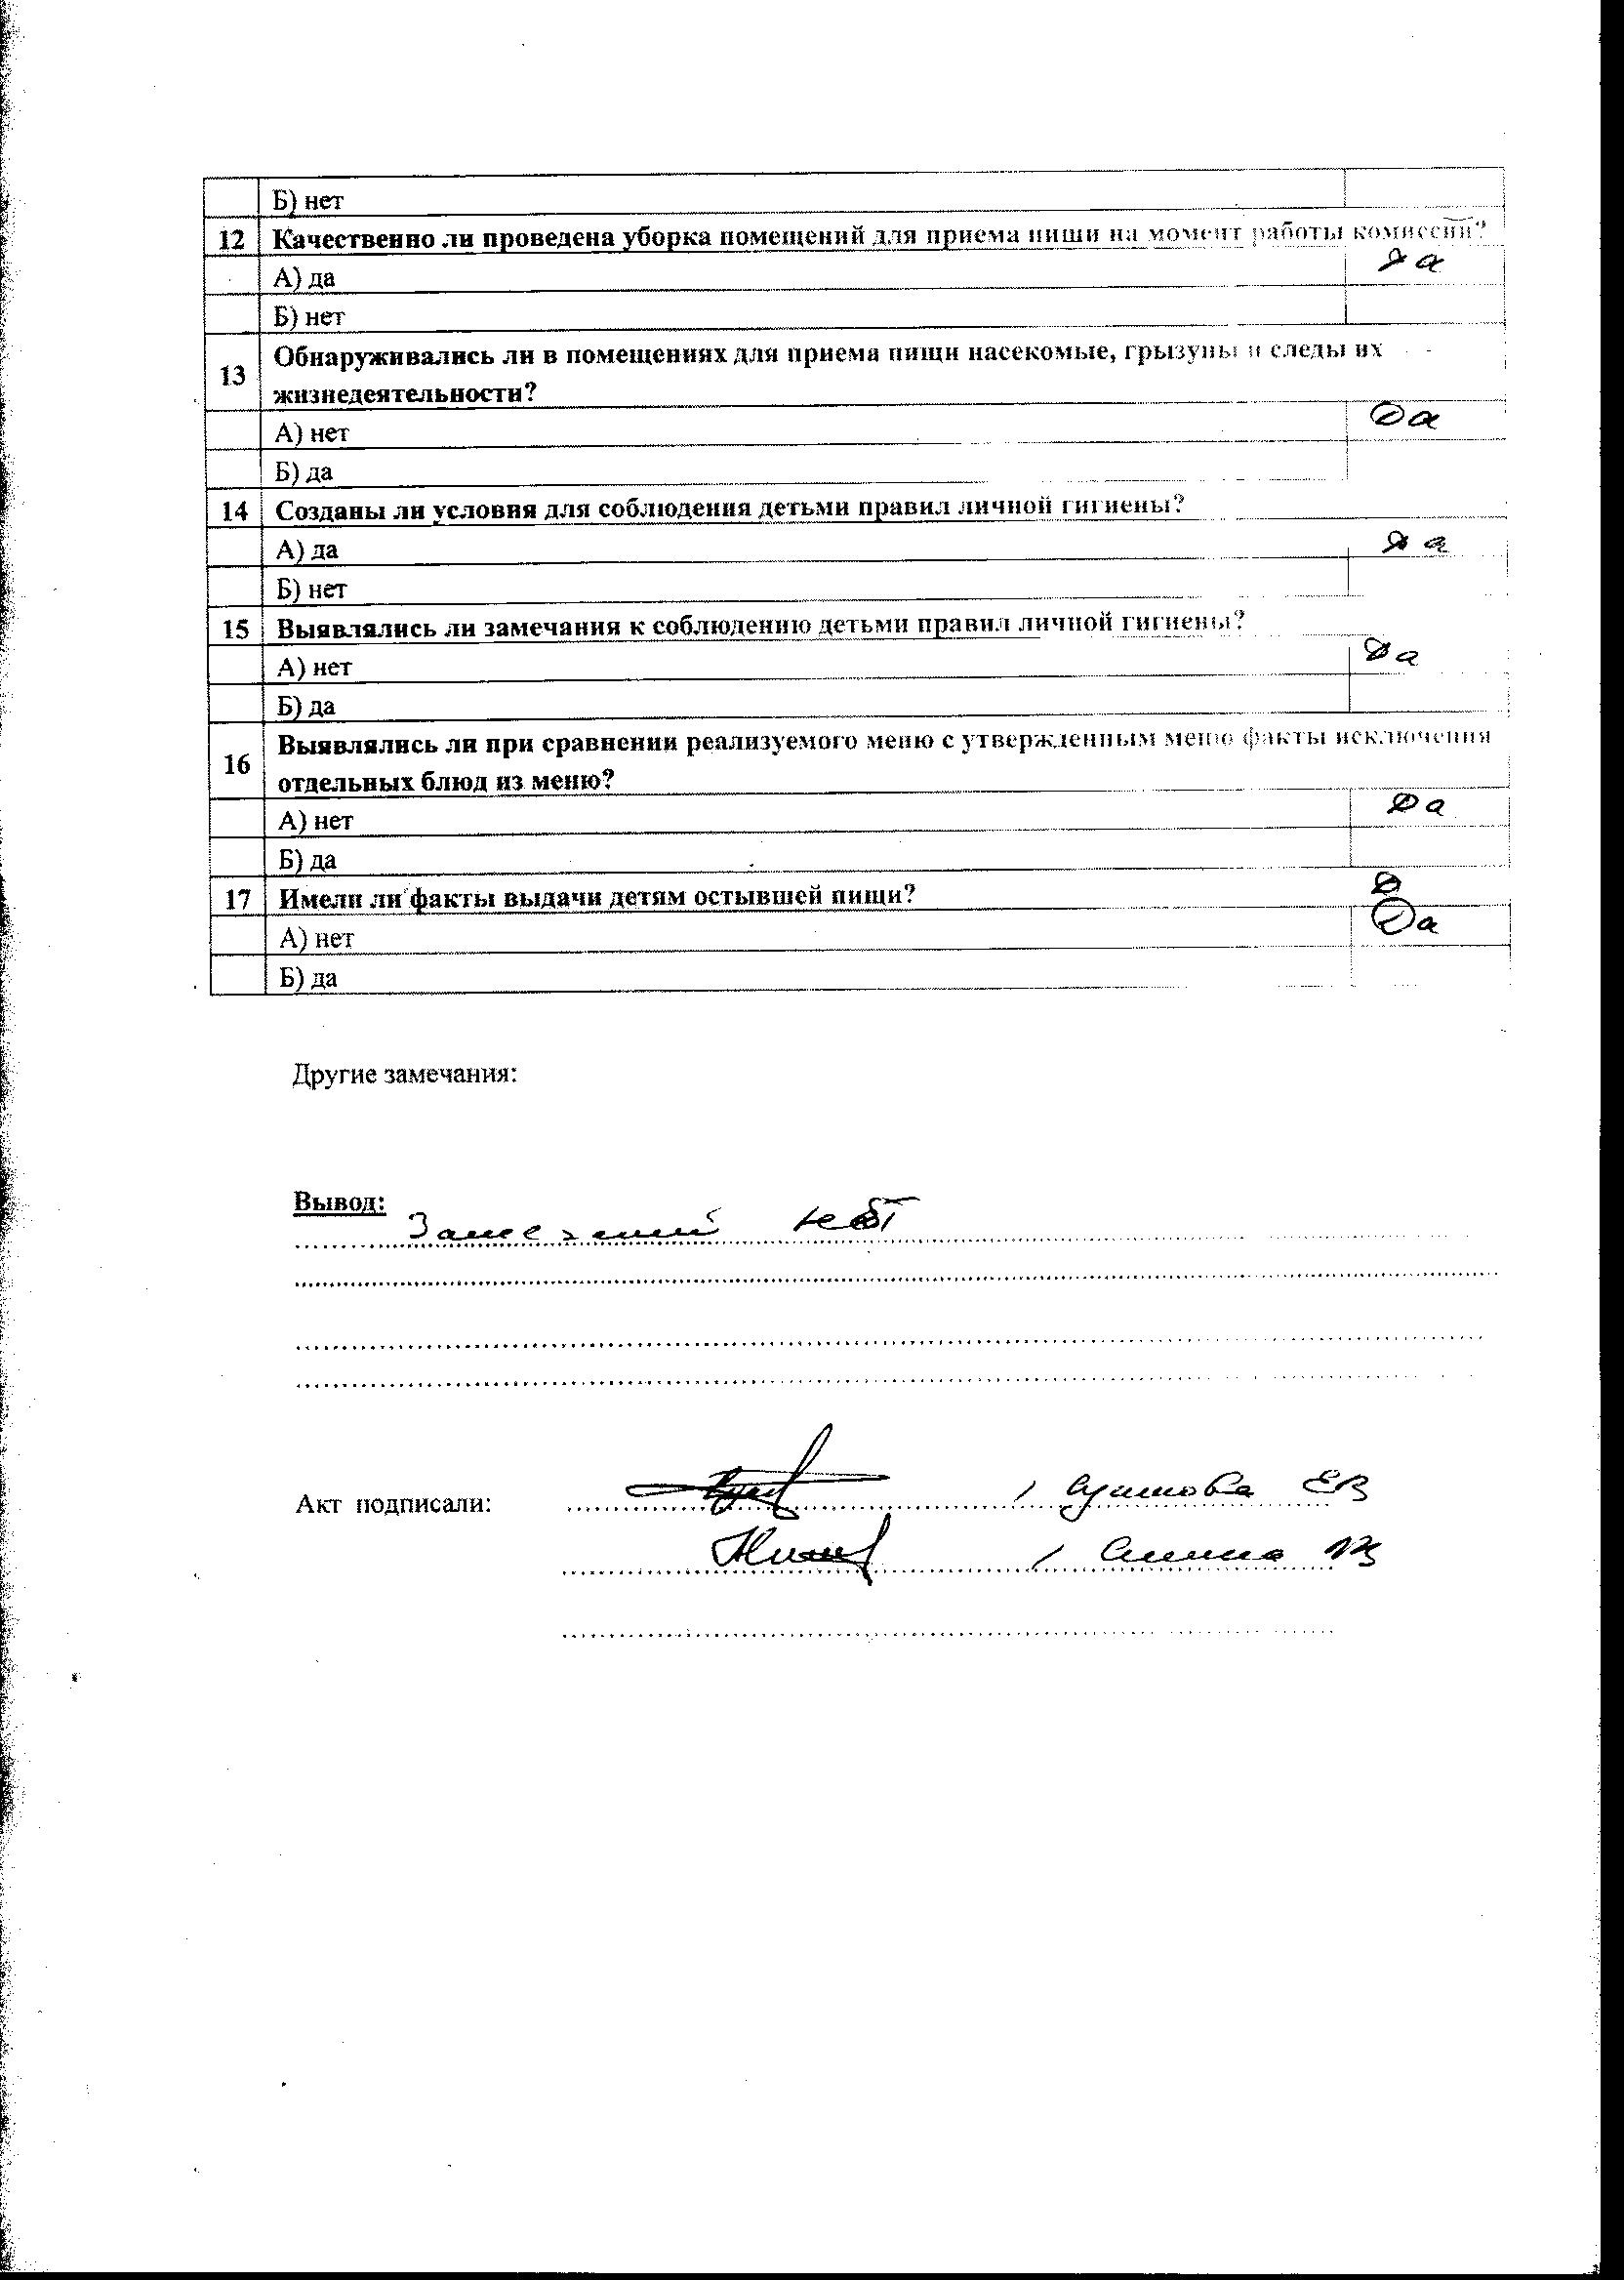 Б) нет
12 Качественно ли проведена уборка помещений для приема пищи на момент работы комиссии?
А) да да
Б) нет
13 Обнаруживались ли в помещениях для приема пищи насекомые, грызуны и следы их
жизнедеятельности?
А) нет да
Б) да
14 Созданы ли условия для соблюдения детьми правил личной гигиены?
А) да да
Б) нет
15 Выявлялись ли замечания к соблюдению детьми правил личной гигиены?
А) нет да
Б) да
16 Выявлялись ли при сравнении реализуемого меню с утвержденным меню факты исключения
отдельных блюд из меню?
А) нет да
Б) да
17 Имели ли факты выдачи детям остывшей пищи?
А) нет да
Б) да
Другие замечания:
Вывод:
Замечаний нет
Акт подписали:
ЕВ